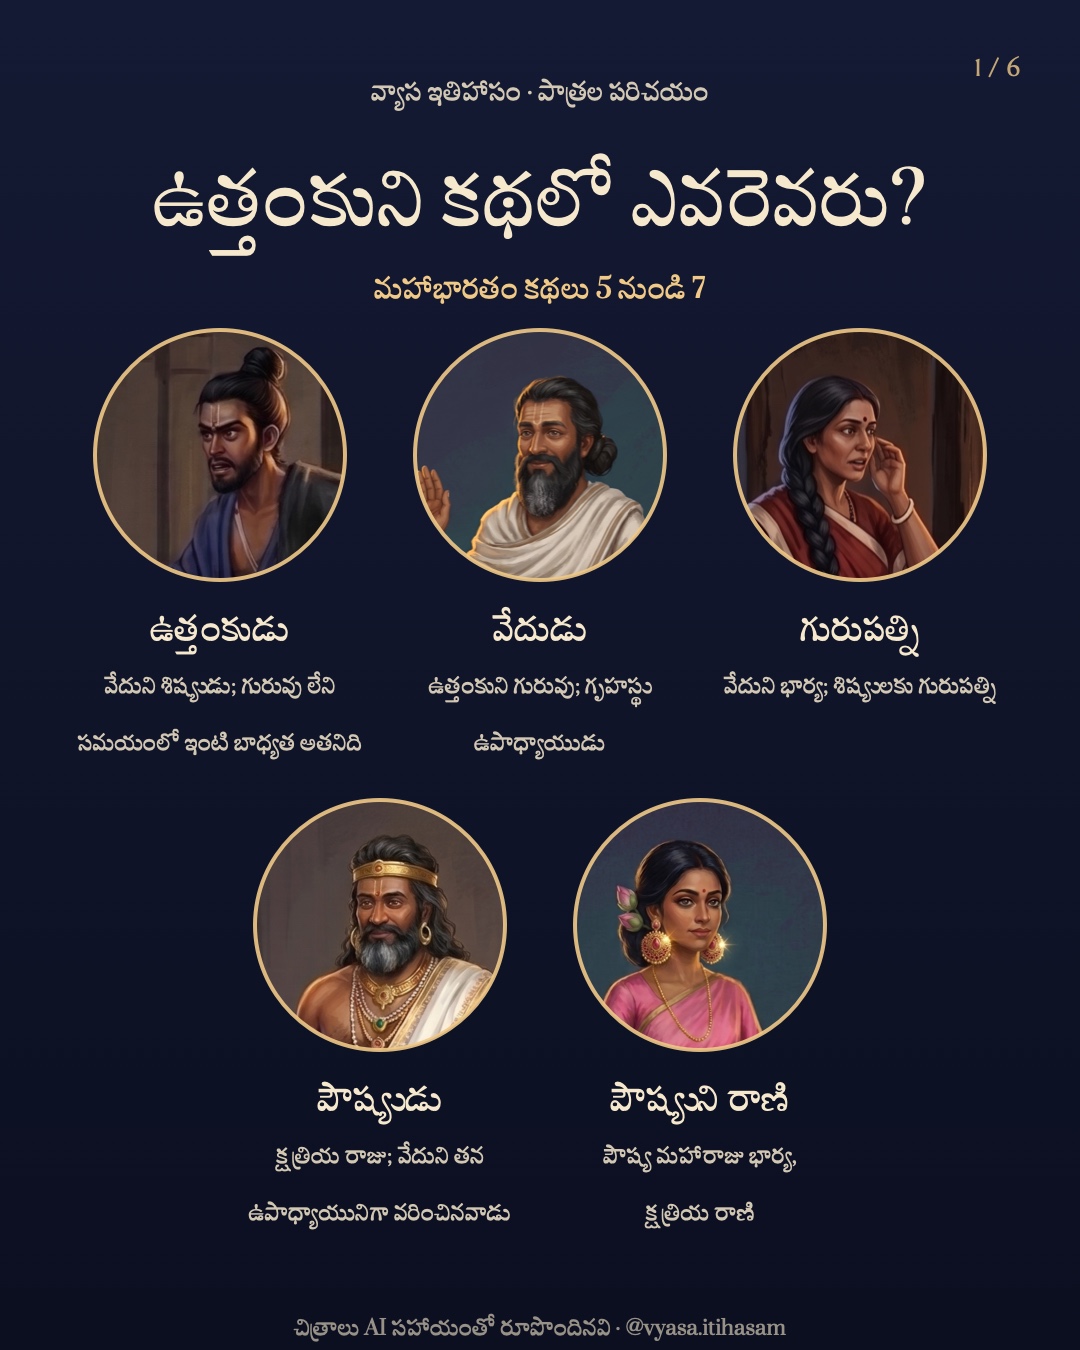 1 / 6
వ్యాస ఇతిహాసం · పాత్రల పరిచయం
ఉత్తంకుని కథలో ఎవరెవరు?
మహాభారతం కథలు 5 నుండి 7
ఉత్తంకుడు
వేదుని శిష్యుడు; గురువు లేని
సమయంలో ఇంటి బాధ్యత అతనిది
వేదుడు
ఉత్తంకుని గురువు; గృహస్థు
ఉపాధ్యాయుడు
గురుపత్ని
వేదుని భార్య; శిష్యులకు గురుపత్ని
పౌష్యుడు
క్షత్రియ రాజు; వేదుని తన
ఉపాధ్యాయునిగా వరించినవాడు
పౌష్యుని రాణి
పౌష్య మహారాజు భార్య,
క్షత్రియ రాణి
చిత్రాలు AI సహాయంతో రూపొందినవి · @vyasa.itihasam